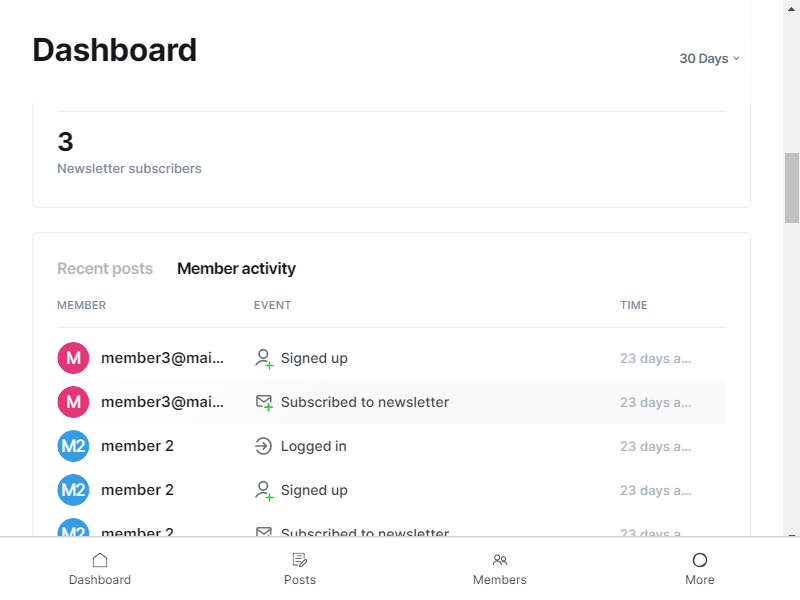 Dashboard
30 Days
3
Newsletter subscribers
Recent posts Member activity
MEMBER EVENT TIME
M member3@mai... Signed up 23 days a...
M member3@mai... Subscribed to newsletter 23 days a...
M2 member 2 Logged in 23 days a...
M2 member 2 Signed up 23 days a...
M2 member 2 Subscribed to newsletter 23 days a...
Dashboard Posts Members More